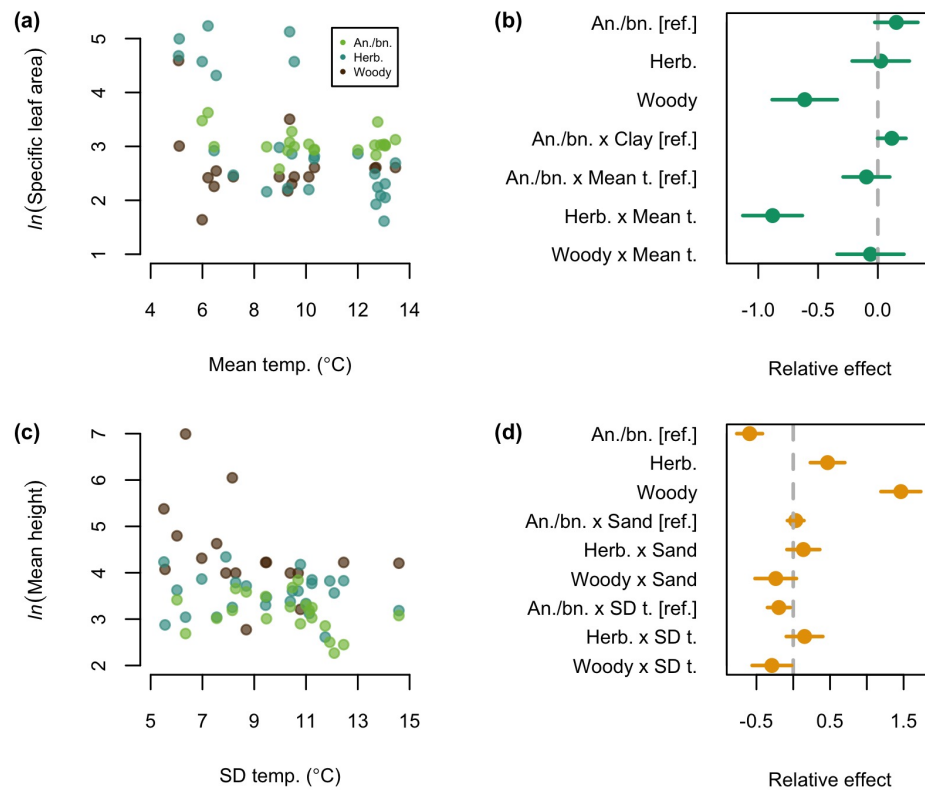 (a)
ln(Specific leaf area)
5
4
3
2
1
An./bn.
Herb.
Woody
4 6 8 10 12 14
Mean temp. (°C)
(b)
An./bn. [ref.]
Herb.
Woody
An./bn. x Clay [ref.]
An./bn. x Mean t. [ref.]
Herb. x Mean t.
Woody x Mean t.
-1.0 -0.5 0.0
Relative effect
(c)
ln(Mean height)
7
6
5
4
3
2
5 7 9 11 13 15
SD temp. (°C)
(d)
An./bn. [ref.]
Herb.
Woody
An./bn. x Sand [ref.]
Herb. x Sand
Woody x Sand
An./bn. x SD t. [ref.]
Herb. x SD t.
Woody x SD t.
-0.5 0.5 1.5
Relative effect